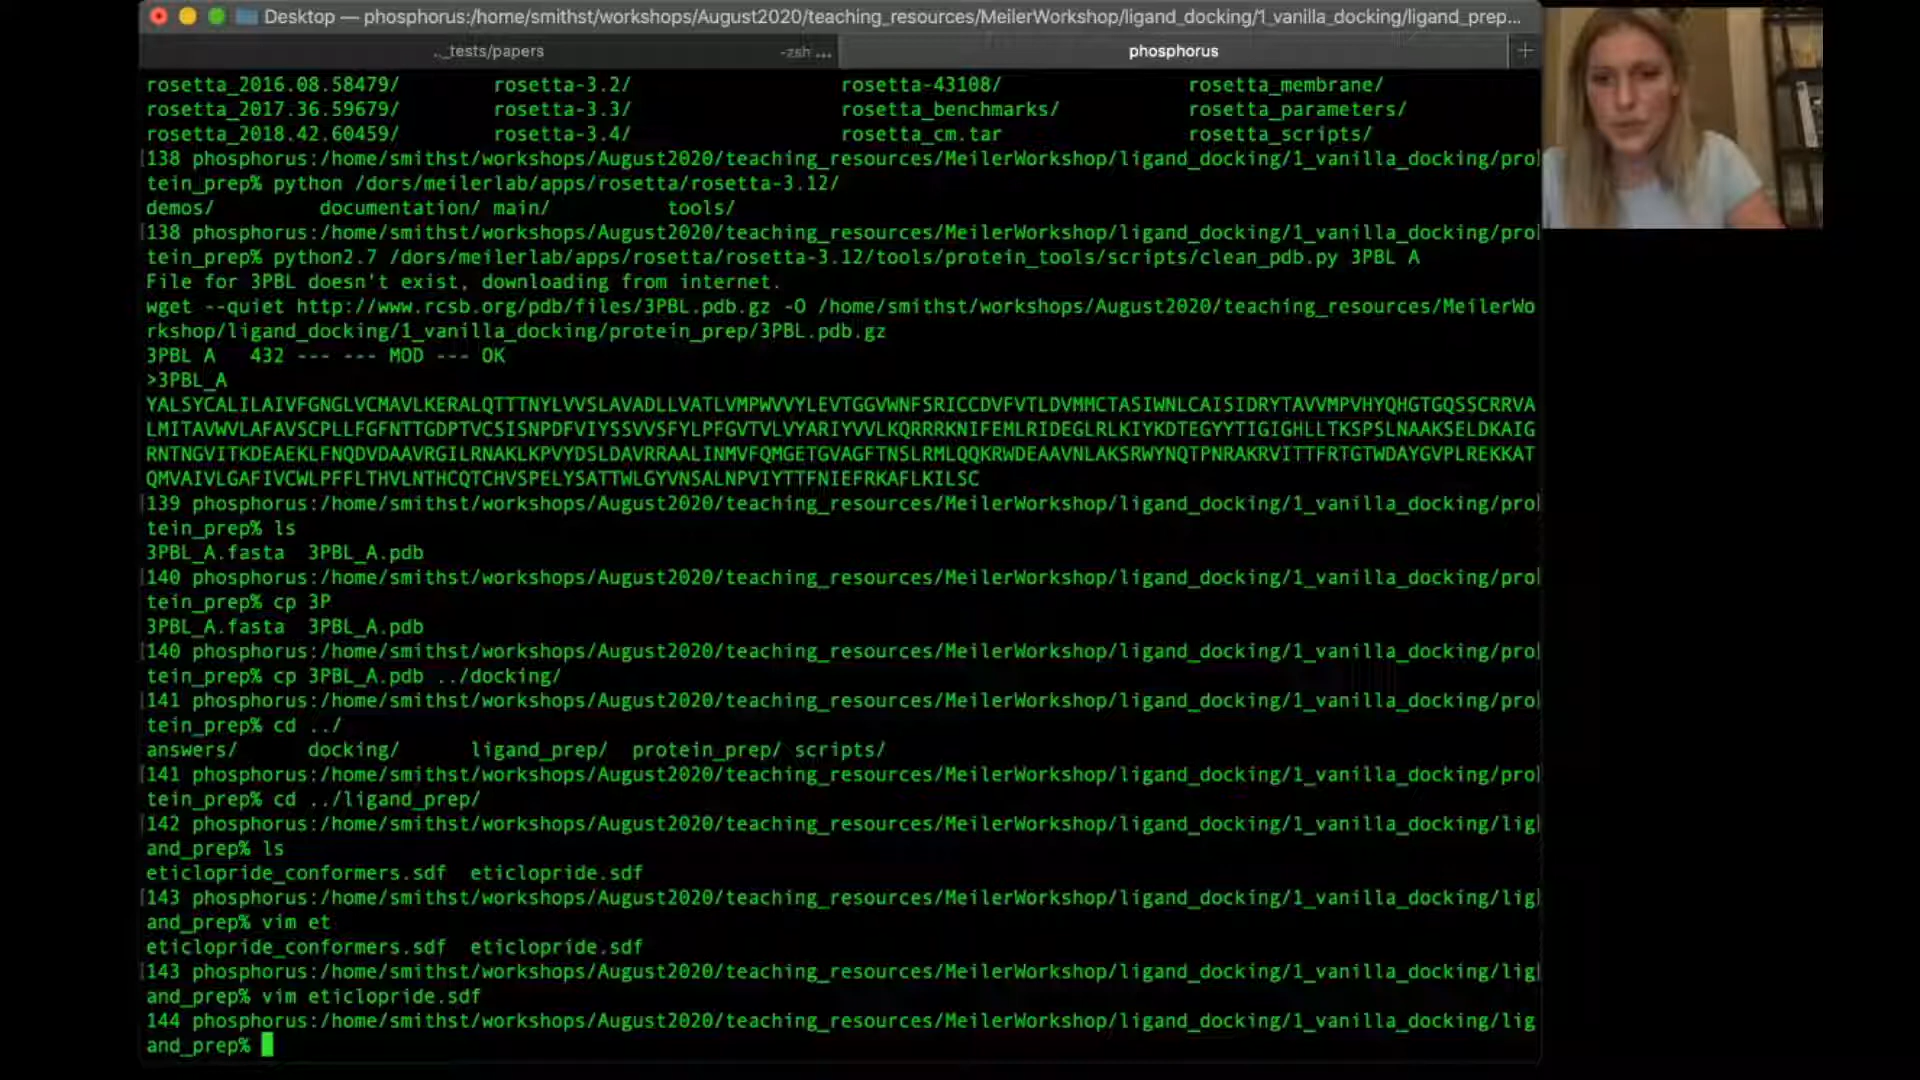 Desktop — phosphorus:/home/smithst/workshops/August2020/teaching_resources/MeilerWorkshop/ligand_docking/1_vanilla_docking/ligand_prep...
.._tests/papers -zsh ... phosphorus +
rosetta_2016.08.58479/ rosetta-3.2/ rosetta-43108/ rosetta_membrane/
rosetta_2017.36.59679/ rosetta-3.3/ rosetta_benchmarks/ rosetta_parameters/
rosetta_2018.42.60459/ rosetta-3.4/ rosetta_cm.tar rosetta_scripts/
[138 phosphorus:/home/smithst/workshops/August2020/teaching_resources/MeilerWorkshop/ligand_docking/1_vanilla_docking/pro]
tein_prep% python /dors/meilerlab/apps/rosetta/rosetta-3.12/
demos/ documentation/ main/ tools/
[138 phosphorus:/home/smithst/workshops/August2020/teaching_resources/MeilerWorkshop/ligand_docking/1_vanilla_docking/pro]
tein_prep% python2.7 /dors/meilerlab/apps/rosetta/rosetta-3.12/tools/protein_tools/scripts/clean_pdb.py 3PBL A
File for 3PBL doesn't exist, downloading from internet.
wget --quiet http://www.rcsb.org/pdb/files/3PBL.pdb.gz -O /home/smithst/workshops/August2020/teaching_resources/MeilerWo
rkshop/ligand_docking/1_vanilla_docking/protein_prep/3PBL.pdb.gz
3PBL A 432 --- --- MOD --- OK
>3PBL_A
YALSYCALILAIVFGNGLVCMAVLKERALQTTTNYLVVSLAVADLLVATLVMPWVVYLEVTGGVWNFSRICCDVFVTLDVMMCTASIWNLCAISIDRYTAVVMPVHYQHGTGQSSCRRVA
LMITAVWVLAFAVSCPLLFGFNTTGDPTVCSISNPDFVIYSSVVSFYLPFGVTVLVYARIYVVLKQRRRKNIFEMLRIDEGLRLKIYKDTEGYYTIGIGHLLTKSPSLNAAKSELDKAIG
RNTNGVITKDEAEKLFNQDVDAAVRGILRNAKLKPVYDSLDAVRRAALINMVFQMGETGVAGFTNSLRMLQQKRWDEAAVNLAKSRWYNQTPNRAKRVITTFRTGTWDAYGVPLREKKAT
QMVAIVLGAFIVCWLPFFLTHVLNTHCQTCHVSPELYSATTWLGYVNSALNPVIYTTFNIEFRKAFLKILSC
[139 phosphorus:/home/smithst/workshops/August2020/teaching_resources/MeilerWorkshop/ligand_docking/1_vanilla_docking/pro]
tein_prep% ls
3PBL_A.fasta 3PBL_A.pdb
[140 phosphorus:/home/smithst/workshops/August2020/teaching_resources/MeilerWorkshop/ligand_docking/1_vanilla_docking/pro]
tein_prep% cp 3P
3PBL_A.fasta 3PBL_A.pdb
[140 phosphorus:/home/smithst/workshops/August2020/teaching_resources/MeilerWorkshop/ligand_docking/1_vanilla_docking/pro]
tein_prep% cp 3PBL_A.pdb ../docking/
[141 phosphorus:/home/smithst/workshops/August2020/teaching_resources/MeilerWorkshop/ligand_docking/1_vanilla_docking/pro]
tein_prep% cd ../
answers/ docking/ ligand_prep/ protein_prep/ scripts/
[141 phosphorus:/home/smithst/workshops/August2020/teaching_resources/MeilerWorkshop/ligand_docking/1_vanilla_docking/pro]
tein_prep% cd ../ligand_prep/
[142 phosphorus:/home/smithst/workshops/August2020/teaching_resources/MeilerWorkshop/ligand_docking/1_vanilla_docking/lig]
and_prep% ls
eticlopride_conformers.sdf eticlopride.sdf
[143 phosphorus:/home/smithst/workshops/August2020/teaching_resources/MeilerWorkshop/ligand_docking/1_vanilla_docking/lig]
and_prep% vim et
eticlopride_conformers.sdf eticlopride.sdf
[143 phosphorus:/home/smithst/workshops/August2020/teaching_resources/MeilerWorkshop/ligand_docking/1_vanilla_docking/lig]
and_prep% vim eticlopride.sdf
144 phosphorus:/home/smithst/workshops/August2020/teaching_resources/MeilerWorkshop/ligand_docking/1_vanilla_docking/lig
and_prep%